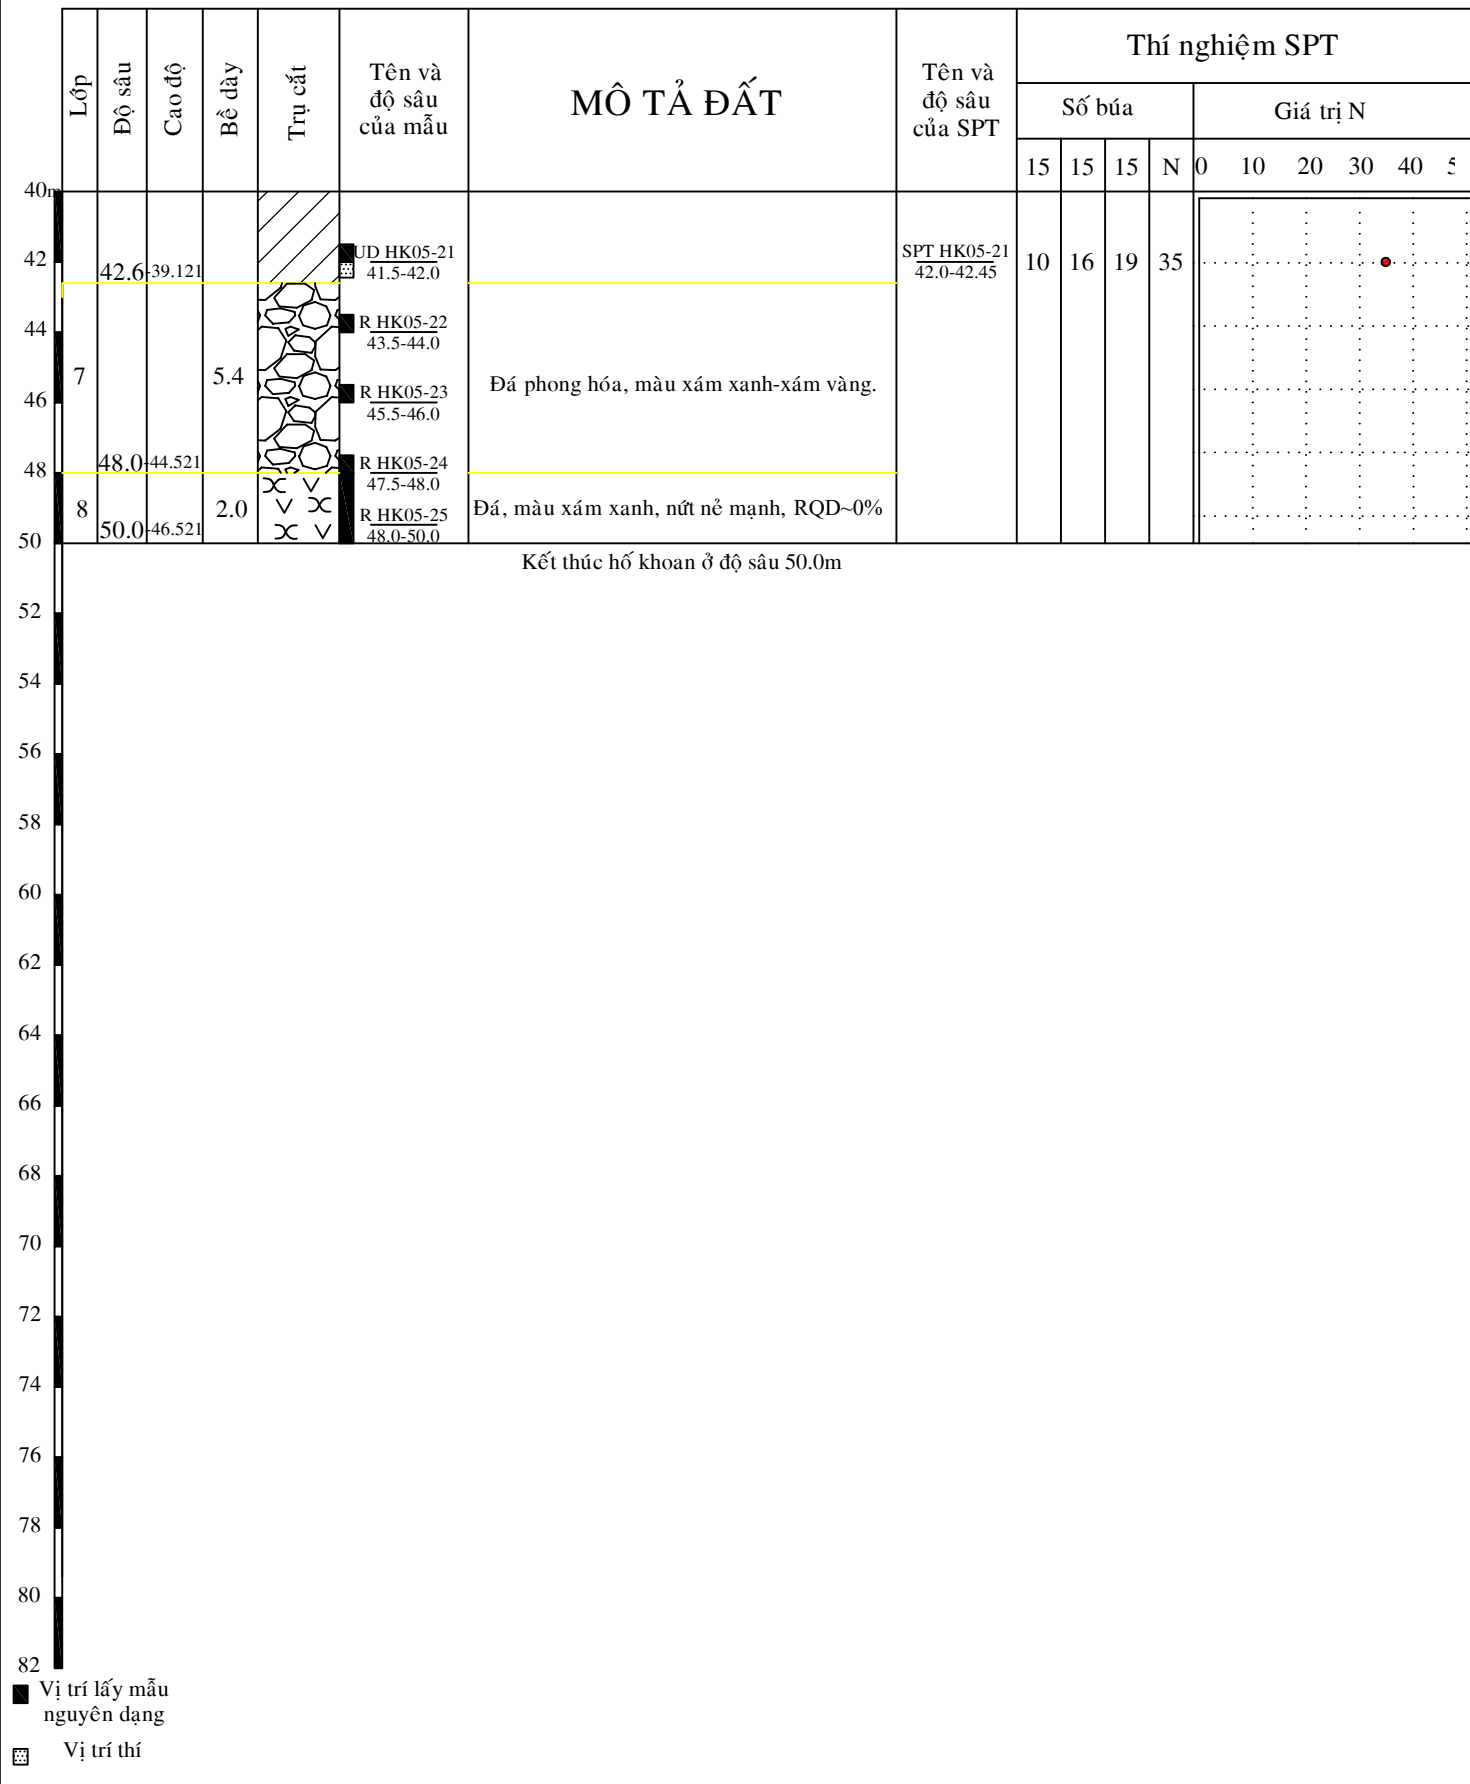 Lớp
Độ sâu
Cao độ
Bề dày
Trụ cắt
Tên và
độ sâu
của mẫu
MÔ TẢ ĐẤT
Tên và
độ sâu
của SPT
Thí nghiệm SPT
Số búa
Giá trị N
15 15 15 N 0 10 20 30 40 5
40m
42
44
46
48
50
52
54
56
58
60
62
64
66
68
70
72
74
76
78
80
82
42.6 -39.121
UD HK05-21
41.5-42.0
SPT HK05-21
42.0-42.45
10 16 19 35
7
5.4
R HK05-22
43.5-44.0
R HK05-23
45.5-46.0
Đá phong hóa, màu xám xanh-xám vàng.
48.0 -44.521
R HK05-24
47.5-48.0
8
2.0
50.0 -46.521
R HK05-25
48.0-50.0
Đá, màu xám xanh, nứt nẻ mạnh, RQD~0%
Kết thúc hố khoan ở độ sâu 50.0m
Vị trí lấy mẫu
nguyên dạng
Vị trí thí